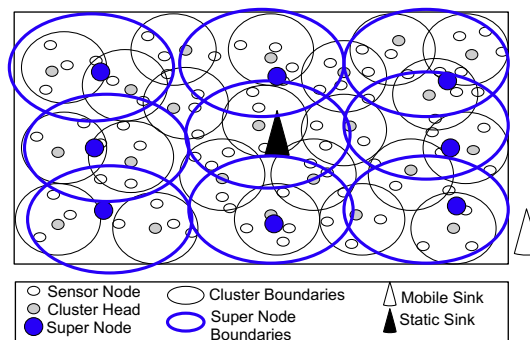 Sensor Node
Cluster Head
Super Node
Cluster Boundaries
Super Node
Boundaries
Mobile Sink
Static Sink